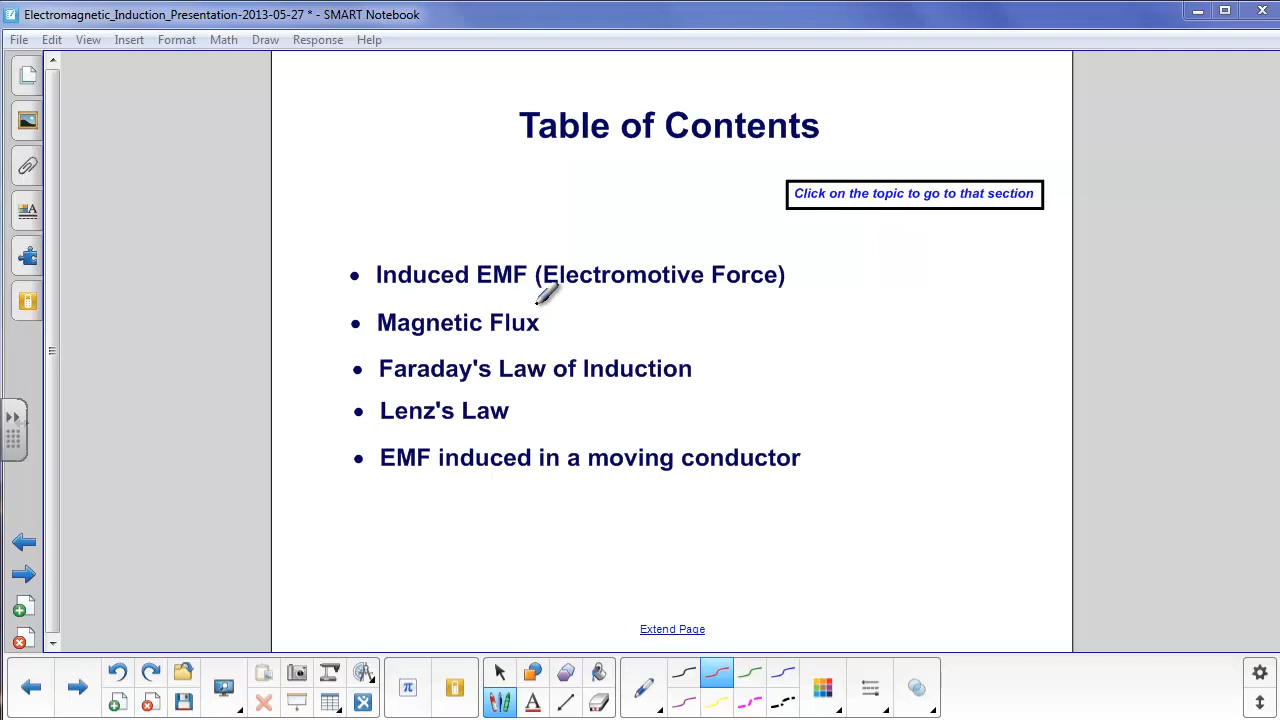 Electromagnetic_Induction_Presentation-2013-05-27 * - SMART Notebook
File Edit View Insert Format Math Draw Response Help
Table of Contents
Click on the topic to go to that section
• Induced EMF (Electromotive Force)
• Magnetic Flux
• Faraday's Law of Induction
• Lenz's Law
• EMF induced in a moving conductor
Extend Page